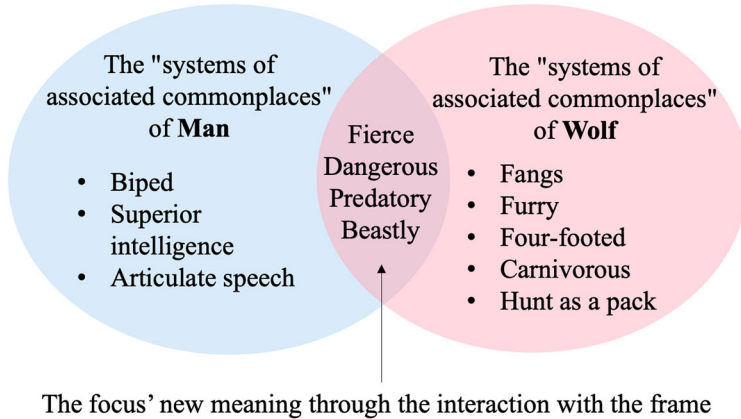 The "systems of
associated commonplaces"
of Man
• Biped
• Superior
intelligence
• Articulate speech
Fierce
Dangerous
Predatory
Beastly
The "systems of
associated commonplaces"
of Wolf
• Fangs
• Furry
• Four-footed
• Carnivorous
• Hunt as a pack
The focus’ new meaning through the interaction with the frame